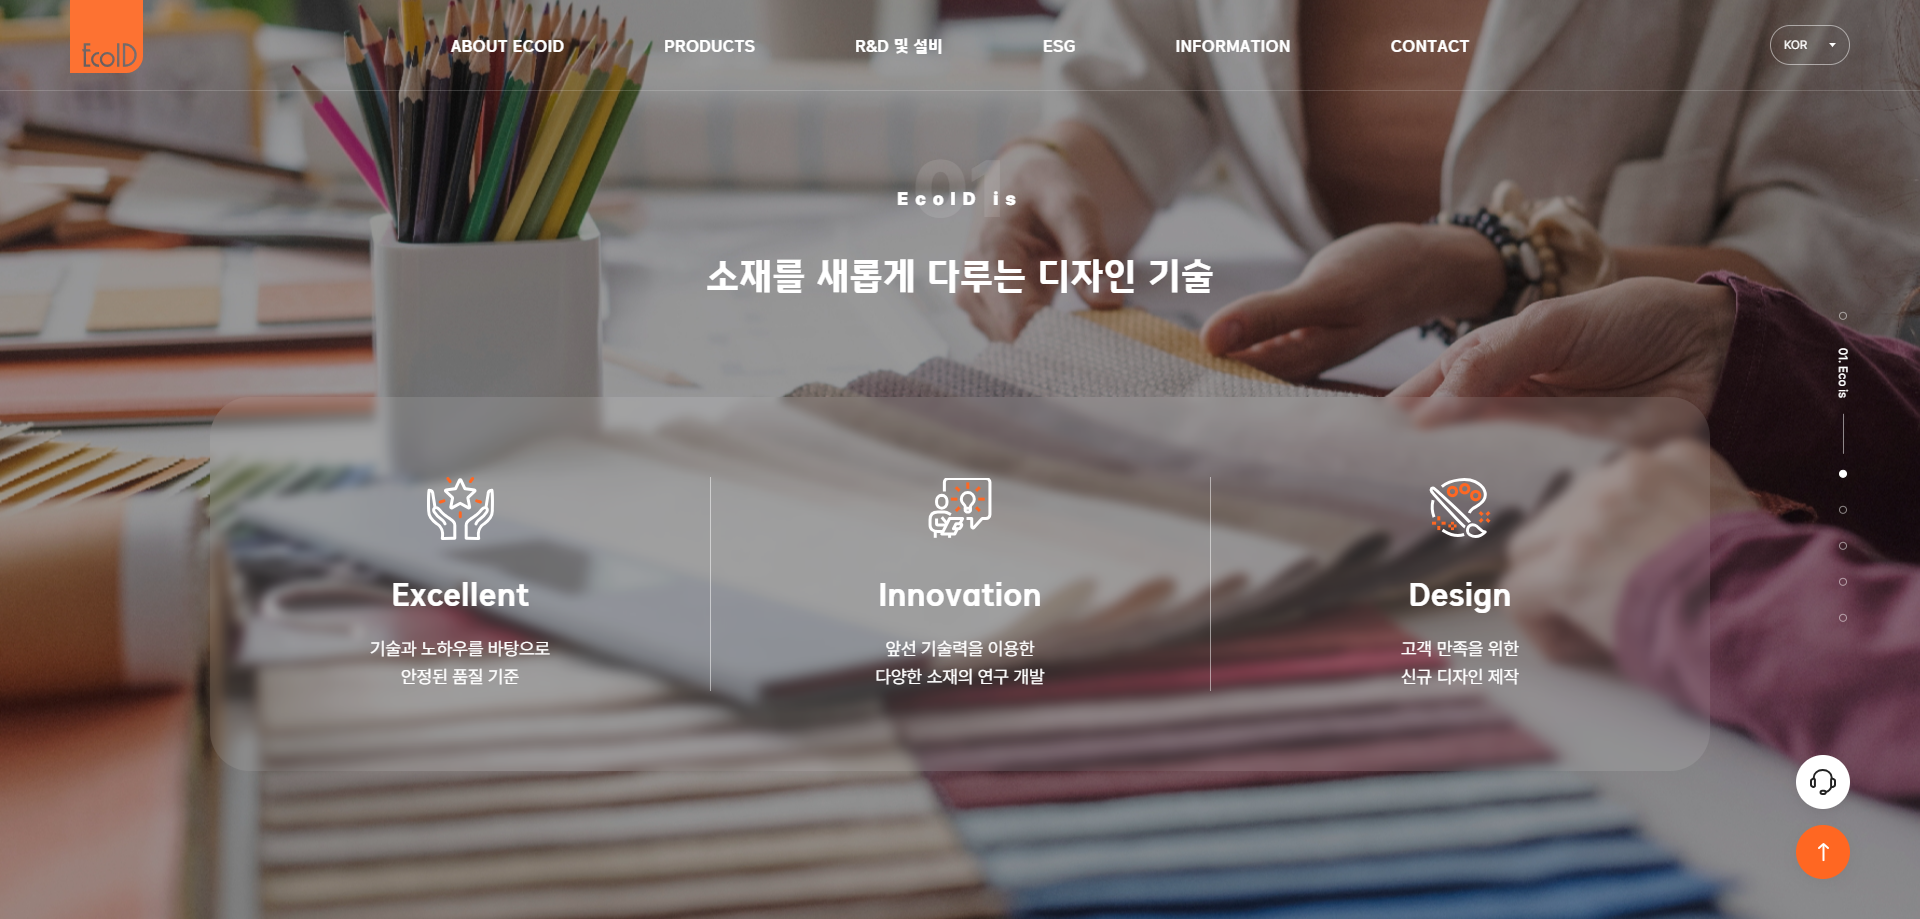 EcoID
ABOUT ECOID
PRODUCTS
R&D 및 설비
ESG
INFORMATION
CONTACT
KOR
01
EcoID is
소재를 새롭게 다루는 디자인 기술
01. Eco is
Excellent
기술과 노하우를 바탕으로
안정된 품질 기준
Innovation
앞선 기술력을 이용한
다양한 소재의 연구 개발
Design
고객 만족을 위한
신규 디자인 제작